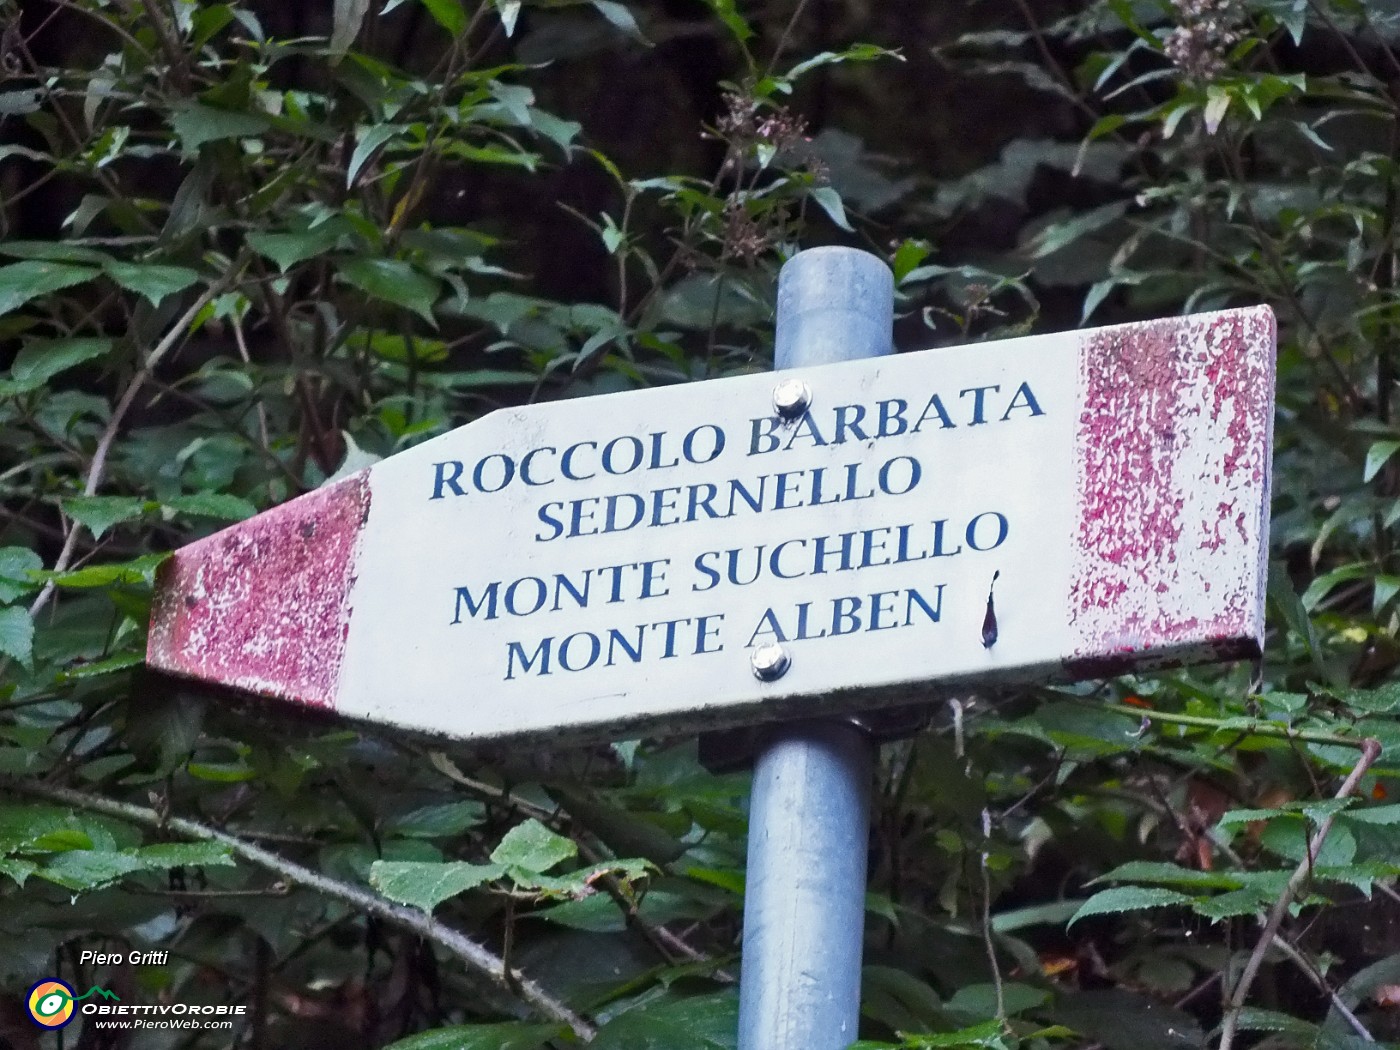 ROCCOLO BARBATA
SEDERNELLO
MONTE SUCHELLO
MONTE ALBEN
Piero Gritti
OBIETTIVOROBIE
www.PieroWeb.com